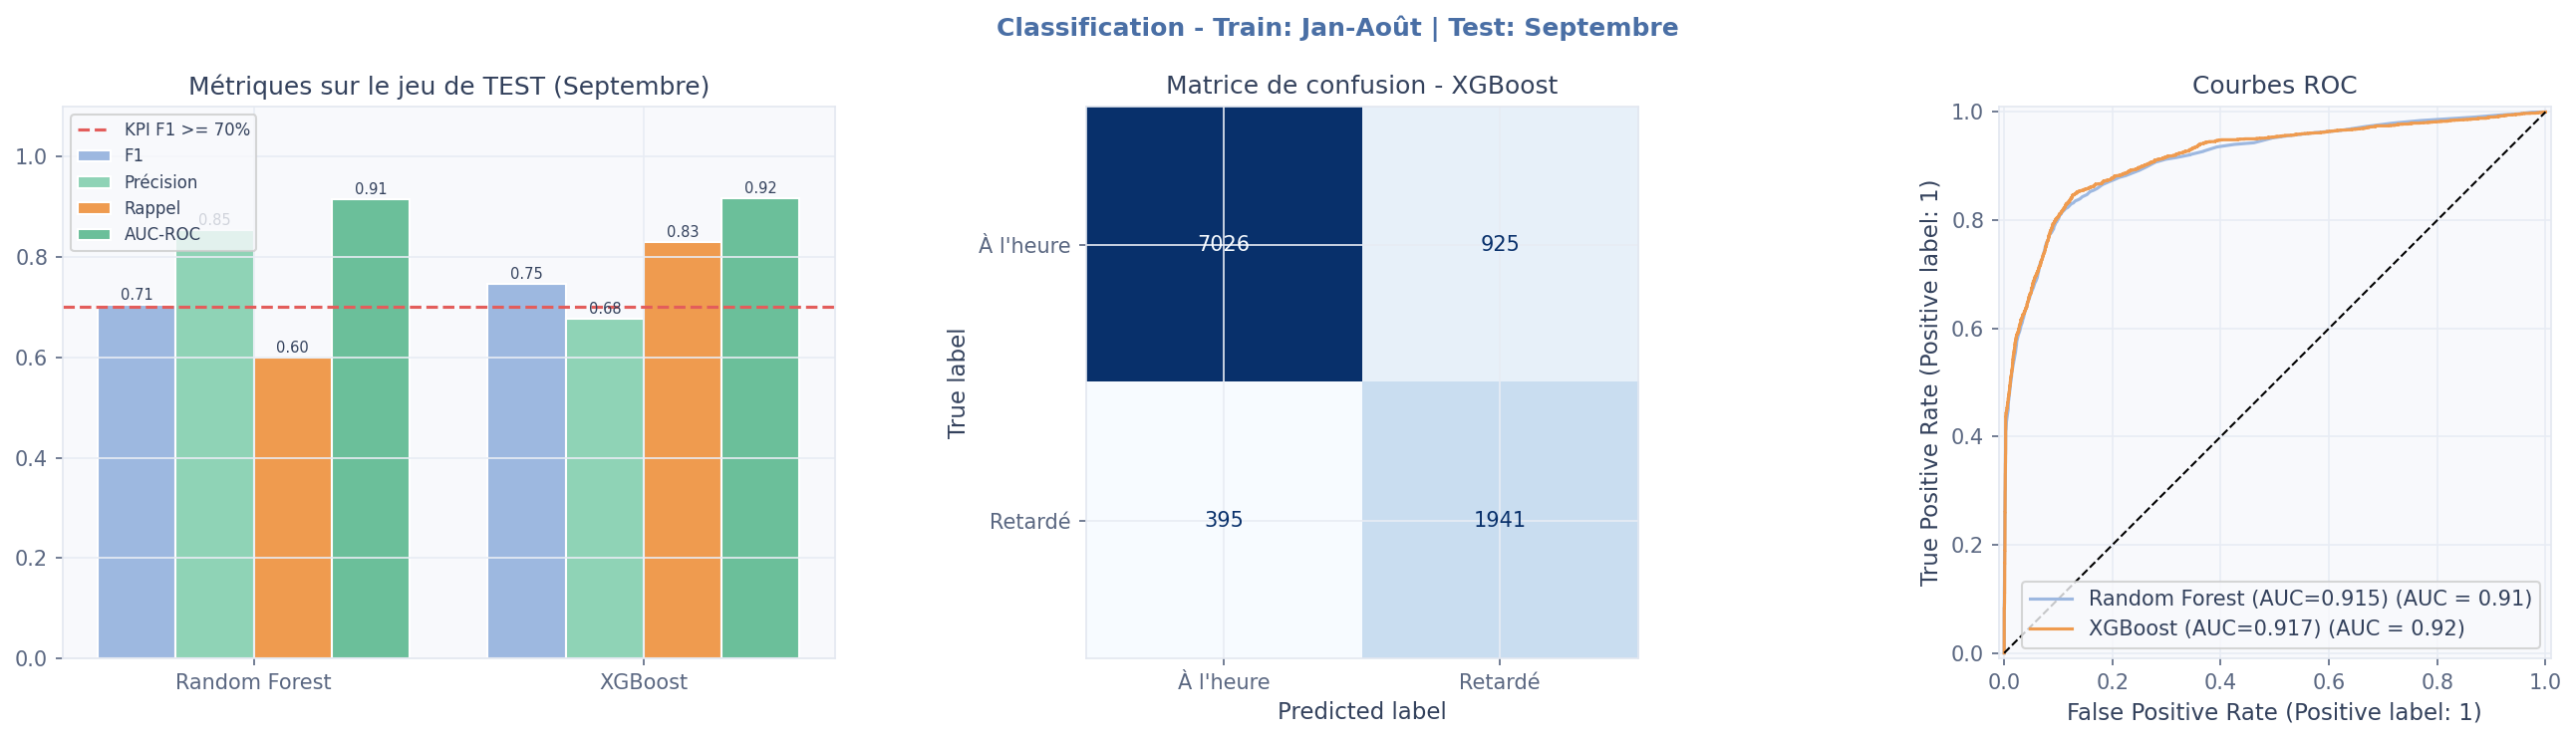 Classification - Train: Jan-Août | Test: Septembre
Métriques sur le jeu de TEST (Septembre)
KPI F1 >= 70%
F1
Précision
Rappel
AUC-ROC
1.0
0.8
0.6
0.4
0.2
0.0
0.71
0.85
0.60
0.91
0.75
0.68
0.83
0.92
Random Forest
XGBoost
Matrice de confusion - XGBoost
True label
À l'heure
Retardé
7026
925
395
1941
À l'heure
Retardé
Predicted label
Courbes ROC
True Positive Rate (Positive label: 1)
1.0
0.8
0.6
0.4
0.2
0.0
Random Forest (AUC=0.915) (AUC = 0.91)
XGBoost (AUC=0.917) (AUC = 0.92)
0.0
0.2
0.4
0.6
0.8
1.0
False Positive Rate (Positive label: 1)